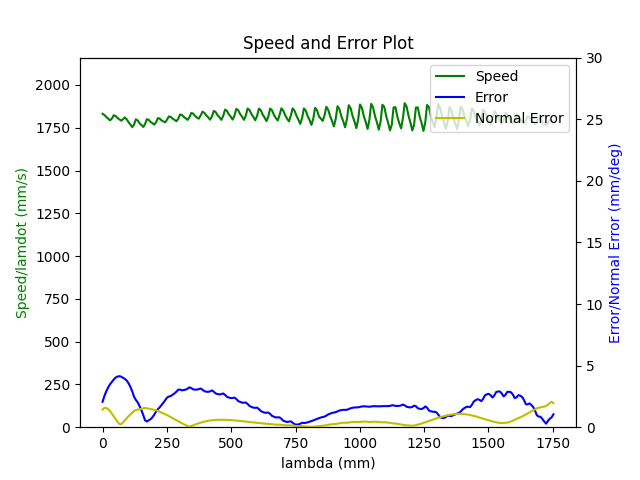 Speed and Error Plot
Speed
Error
Normal Error
Speed/lamdot (mm/s)
2000
1750
1500
1250
1000
750
500
250
0
30
25
20
15
10
5
0
Error/Normal Error (mm/deg)
0 250 500 750 1000 1250 1500 1750
lambda (mm)